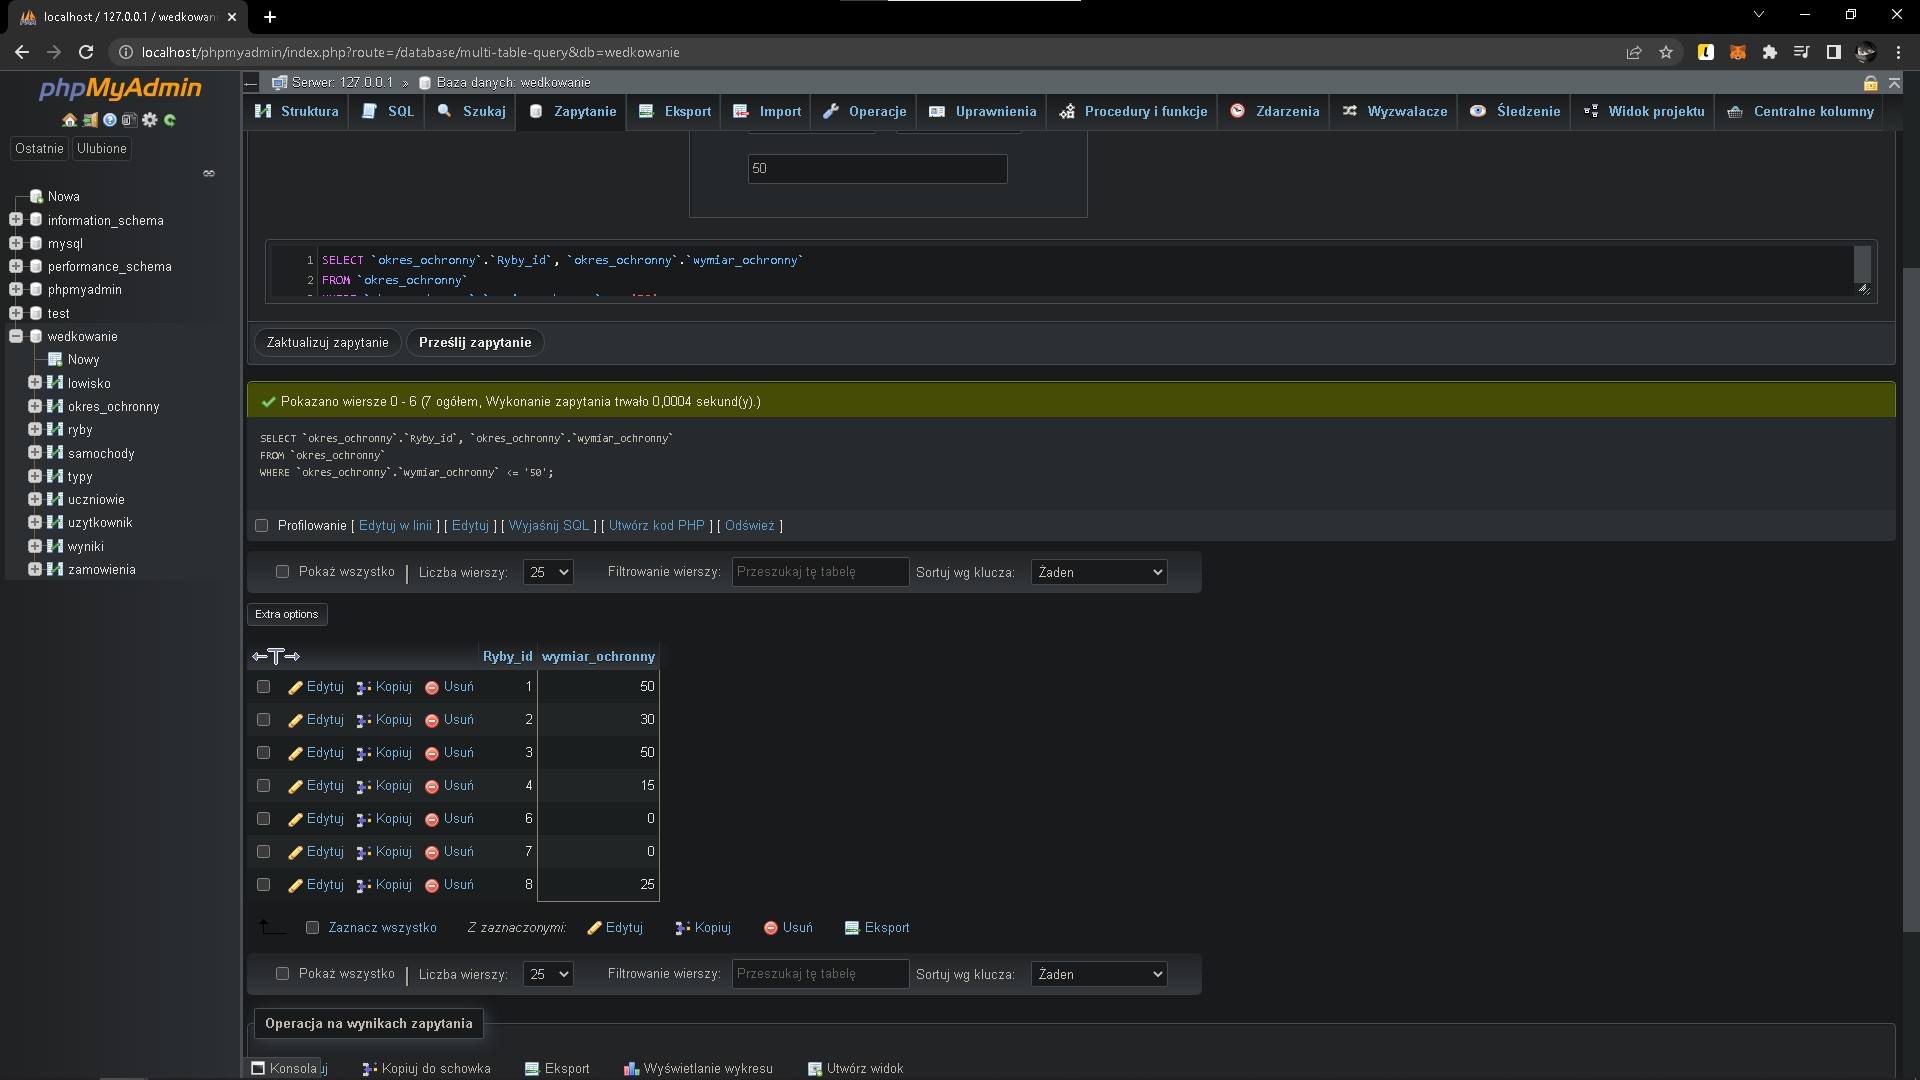 localhost / 127.0.0.1 / wedkowani
localhost/phpmyadmin/index.php?route=/database/multi-table-query&db=wedkowanie
phpMyAdmin
Ostatnie Ulubione
Nowa
information_schema
mysql
performance_schema
phpmyadmin
test
wedkowanie
Nowy
lowisko
okres_ochronny
ryby
samochody
typy
uczniowie
uzytkownik
wyniki
zamowienia
Serwer: 127.0.0.1 » Baza danych: wedkowanie
Struktura SQL Szukaj Zapytanie Eksport Import Operacje Uprawnienia Procedury i funkcje Zdarzenia Wyzwalacze Śledzenie Widok projektu Centralne kolumny
50
1 SELECT `okres_ochronny`.`Ryby_id`, `okres_ochronny`.`wymiar_ochronny`
2 FROM `okres_ochronny`
Zaktualizuj zapytanie Prześlij zapytanie
Pokazano wiersze 0 - 6 (7 ogółem, Wykonanie zapytania trwało 0,0004 sekund(y).)
SELECT `okres_ochronny`.`Ryby_id`, `okres_ochronny`.`wymiar_ochronny`
FROM `okres_ochronny`
WHERE `okres_ochronny`.`wymiar_ochronny` <= '50';
Profilowanie [ Edytuj w linii ] [ Edytuj ] [ Wyjaśnij SQL ] [ Utwórz kod PHP ] [ Odśwież ]
Pokaż wszystko | Liczba wierszy: 25 Filtrowanie wierszy: Przeszukaj tę tabelę Sortuj wg klucza: Żaden
Extra options
Ryby_id wymiar_ochronny
Edytuj Kopiuj Usuń 1 50
Edytuj Kopiuj Usuń 2 30
Edytuj Kopiuj Usuń 3 50
Edytuj Kopiuj Usuń 4 15
Edytuj Kopiuj Usuń 6 0
Edytuj Kopiuj Usuń 7 0
Edytuj Kopiuj Usuń 8 25
Zaznacz wszystko Z zaznaczonymi: Edytuj Kopiuj Usuń Eksport
Pokaż wszystko | Liczba wierszy: 25 Filtrowanie wierszy: Przeszukaj tę tabelę Sortuj wg klucza: Żaden
Operacja na wynikach zapytania
Konsola uj Kopiuj do schowka Eksport Wyświetlanie wykresu Utwórz widok